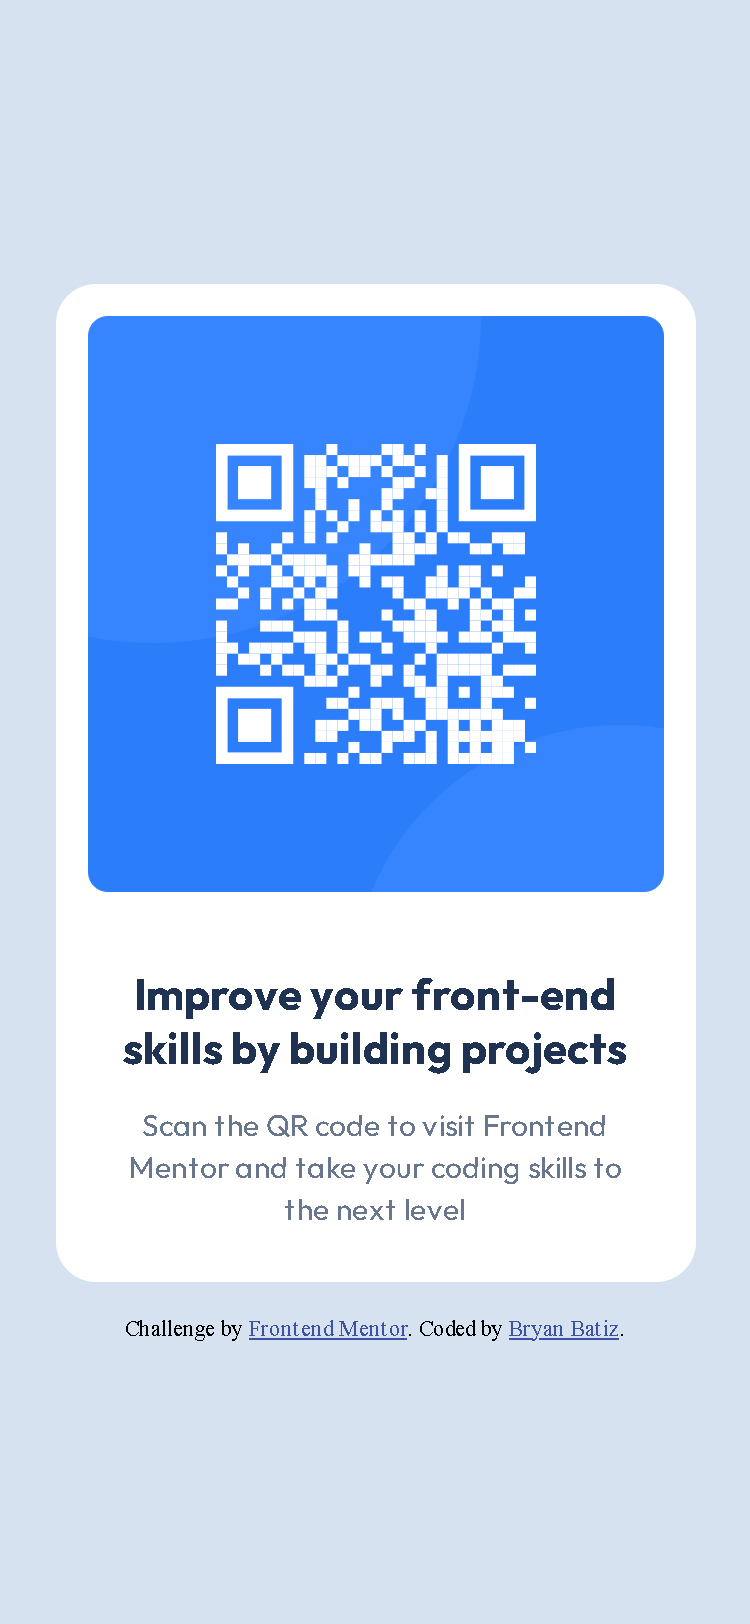 Improve your front-end
skills by building projects
Scan the QR code to visit Frontend
Mentor and take your coding skills to
the next level
Challenge by Frontend Mentor. Coded by Bryan Batiz.